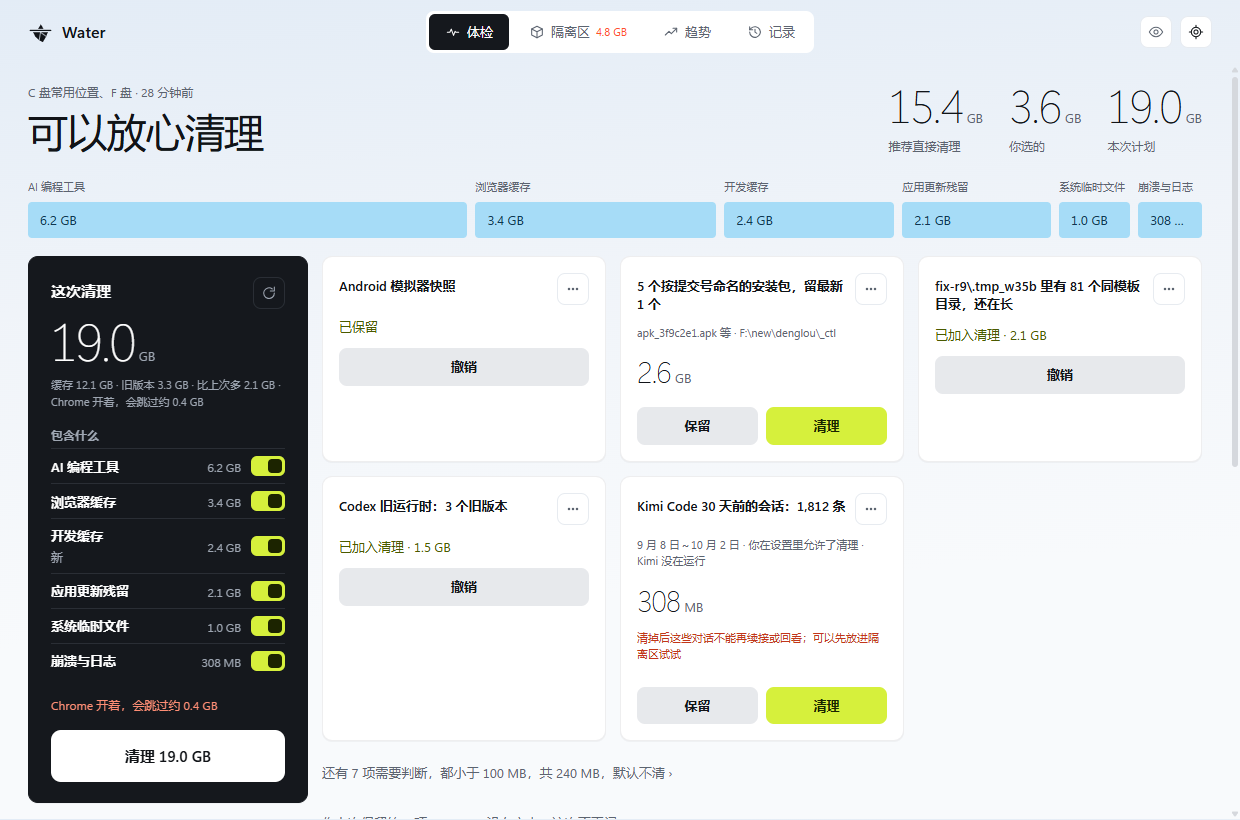 Water
体检
隔离区 4.8 GB
趋势
记录
C 盘常用位置、F 盘 · 28 分钟前
可以放心清理
15.4 GB
推荐直接清理
3.6 GB
你选的
19.0 GB
本次计划
AI 编程工具
6.2 GB
浏览器缓存
3.4 GB
开发缓存
2.4 GB
应用更新残留
2.1 GB
系统临时文件
1.0 GB
崩溃与日志
308 ...
这次清理
19.0 GB
缓存 12.1 GB · 旧版本 3.3 GB · 比上次多 2.1 GB ·
Chrome 开着，会跳过约 0.4 GB
包含什么
AI 编程工具 6.2 GB
浏览器缓存 3.4 GB
开发缓存 2.4 GB
新
应用更新残留 2.1 GB
系统临时文件 1.0 GB
崩溃与日志 308 MB
Chrome 开着，会跳过约 0.4 GB
清理 19.0 GB
Android 模拟器快照
已保留
撤销
5 个按提交号命名的安装包，留最新
1 个
apk_3f9c2e1.apk 等 · F:\new\denglou\_ctl
2.6 GB
保留
清理
fix-r9\.tmp_w35b 里有 81 个同模板
目录，还在长
已加入清理 · 2.1 GB
撤销
Codex 旧运行时：3 个旧版本
已加入清理 · 1.5 GB
撤销
Kimi Code 30 天前的会话：1,812 条
9 月 8 日 ~ 10 月 2 日 · 你在设置里允许了清理 ·
Kimi 没在运行
308 MB
清掉后这些对话不能再续接或回看；可以先放进隔
离区试试
保留
清理
还有 7 项需要判断，都小于 100 MB，共 240 MB，默认不清 ›